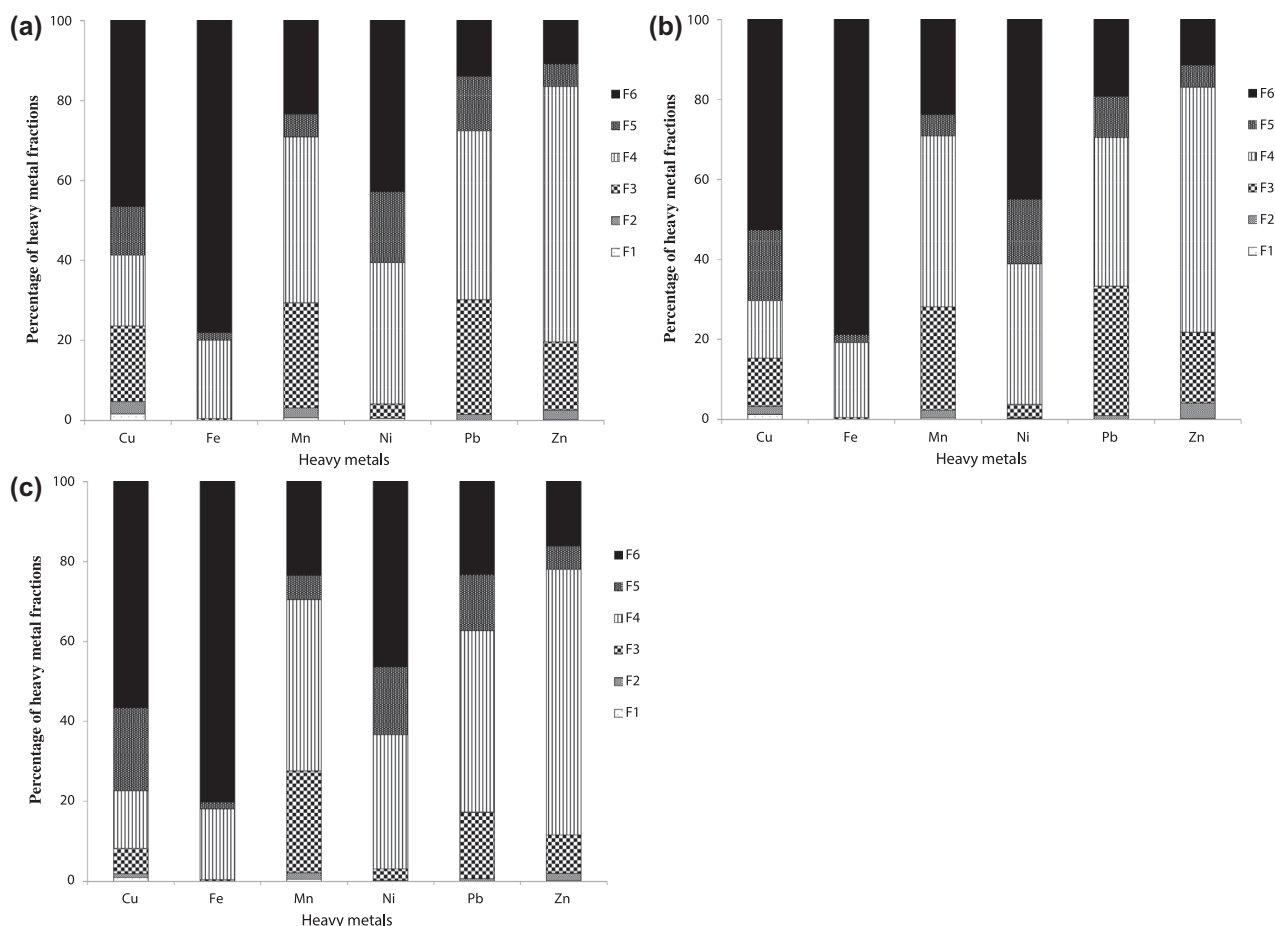 (a)
Percentage of heavy metal fractions
100
80
60
40
20
0
Cu Fe Mn Ni Pb Zn
Heavy metals
F6
F5
F4
F3
F2
F1
(b)
Percentage of heavy metal fractions
100
80
60
40
20
0
Cu Fe Mn Ni Pb Zn
Heavy metals
F6
F5
F4
F3
F2
F1
(c)
Percentage of heavy metal fractions
100
80
60
40
20
0
Cu Fe Mn Ni Pb Zn
Heavy metals
F6
F5
F4
F3
F2
F1